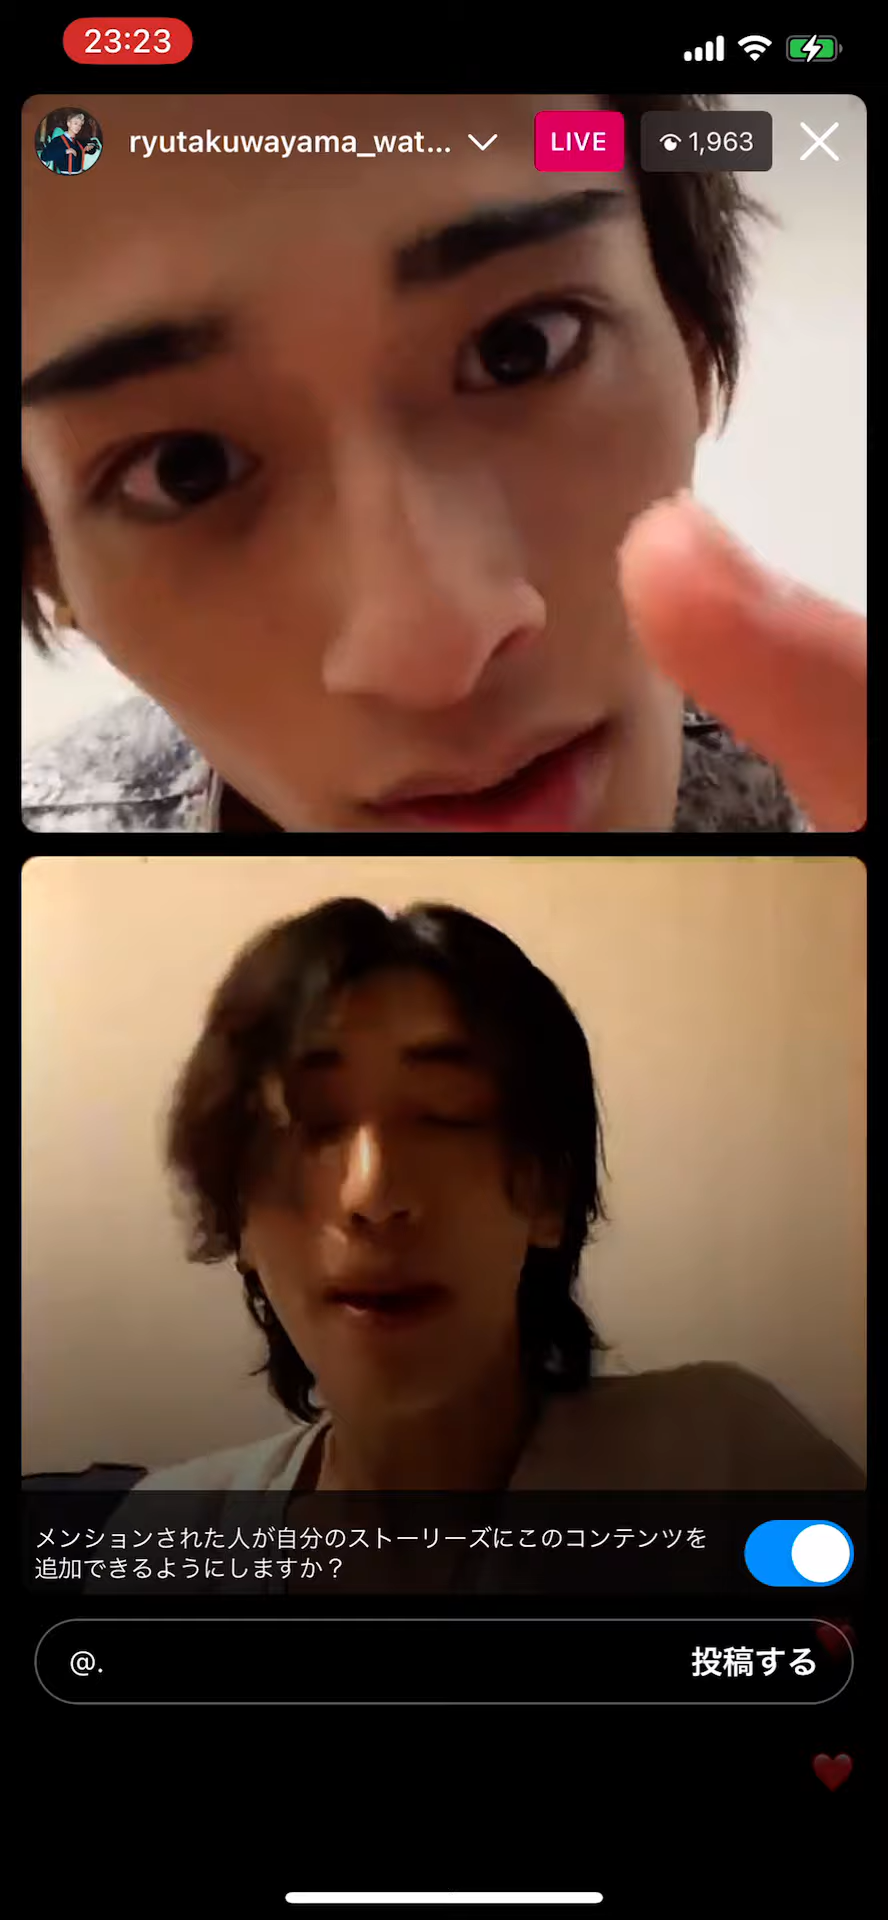 23:23
ryutakuwayama_wat...
LIVE
1,963
メンションされた人が自分のストーリーズにこのコンテンツを
追加できるようにしますか？
@.
投稿する